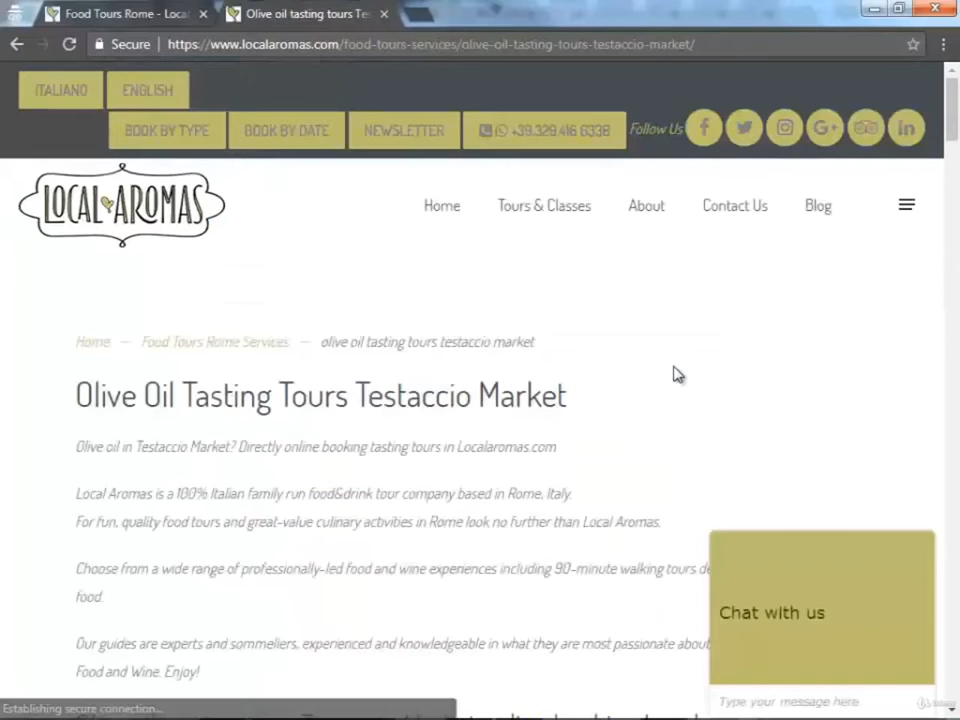 Food Tours Rome - Loca
Olive oil tasting tours Te
Secure https://www.localaromas.com/food-tours-services/olive-oil-tasting-tours-testaccio-market/
ITALIANO ENGLISH
BOOK BY TYPE BOOK BY DATE NEWSLETTER +39.329.416 6338 Follow Us
LOCAL AROMAS
Home Tours & Classes About Contact Us Blog
Home — Food Tours Rome Services — olive oil tasting tours testaccio market
Olive Oil Tasting Tours Testaccio Market
Olive oil in Testaccio Market? Directly online booking tasting tours in Localaromas.com
Local Aromas is a 100% Italian family run food&drink tour company based in Rome, Italy.
For fun, quality food tours and great-value culinary activities in Rome look no further than Local Aromas.
Choose from a wide range of professionally-led food and wine experiences including 90-minute walking tours de
food.
Our guides are experts and sommeliers, experienced and knowledgeable in what they are most passionate about
Food and Wine. Enjoy!
Chat with us
Type your message here
Establishing secure connection...